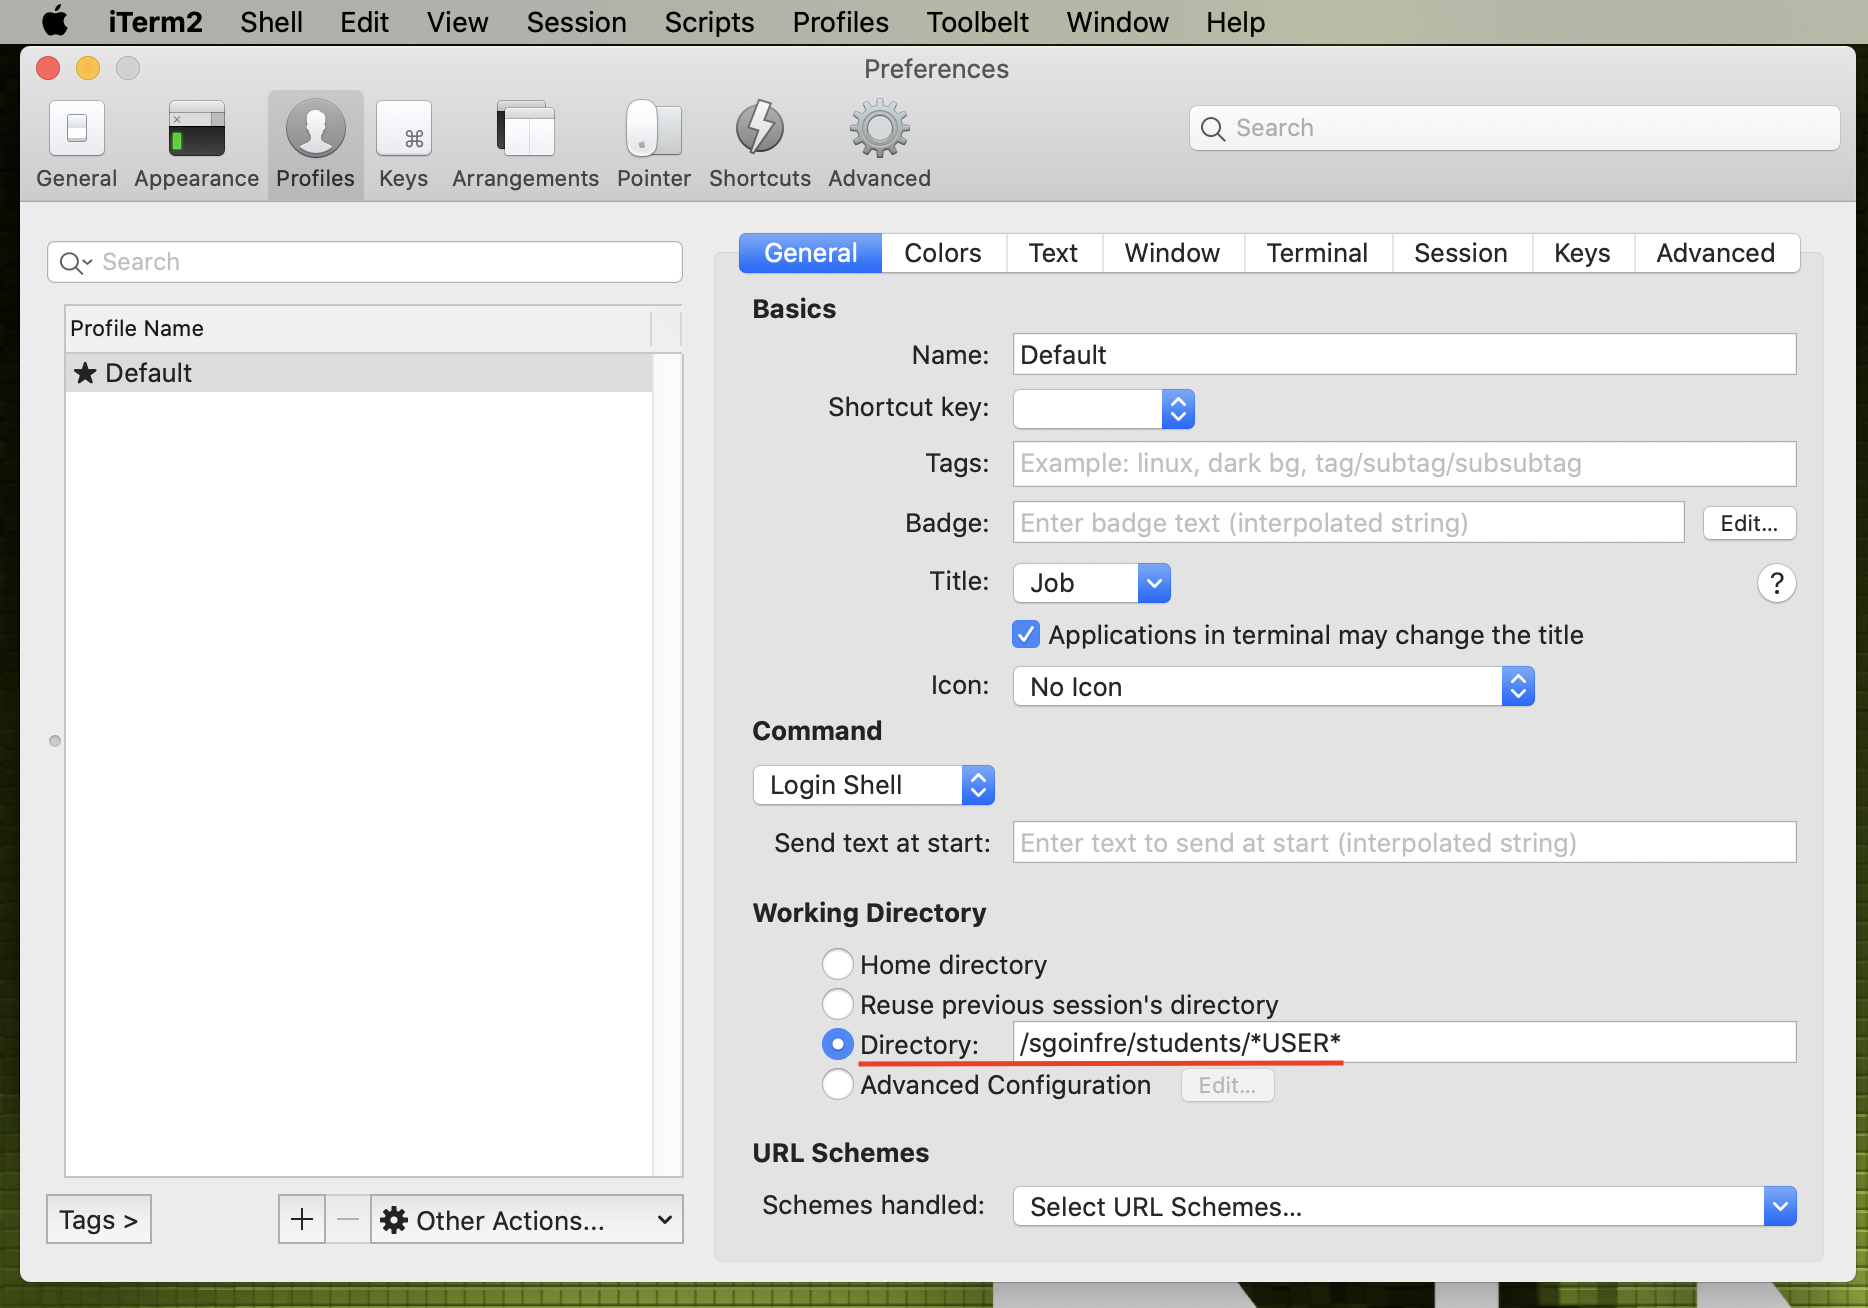 iTerm2 Shell Edit View Session Scripts Profiles Toolbelt Window Help
Preferences
General Appearance Profiles Keys Arrangements Pointer Shortcuts Advanced
Search
Search
General Colors Text Window Terminal Session Keys Advanced
Profile Name
★ Default
Basics
Name: Default
Shortcut key:
Tags: Example: linux, dark bg, tag/subtag/subsubtag
Badge: Enter badge text (interpolated string) Edit...
Title: Job ?
Applications in terminal may change the title
Icon: No Icon
Command
Login Shell
Send text at start: Enter text to send at start (interpolated string)
Working Directory
Home directory
Reuse previous session's directory
Directory: /sgoinfre/students/*USER*
Advanced Configuration Edit...
URL Schemes
Schemes handled: Select URL Schemes...
Tags > + — Other Actions...